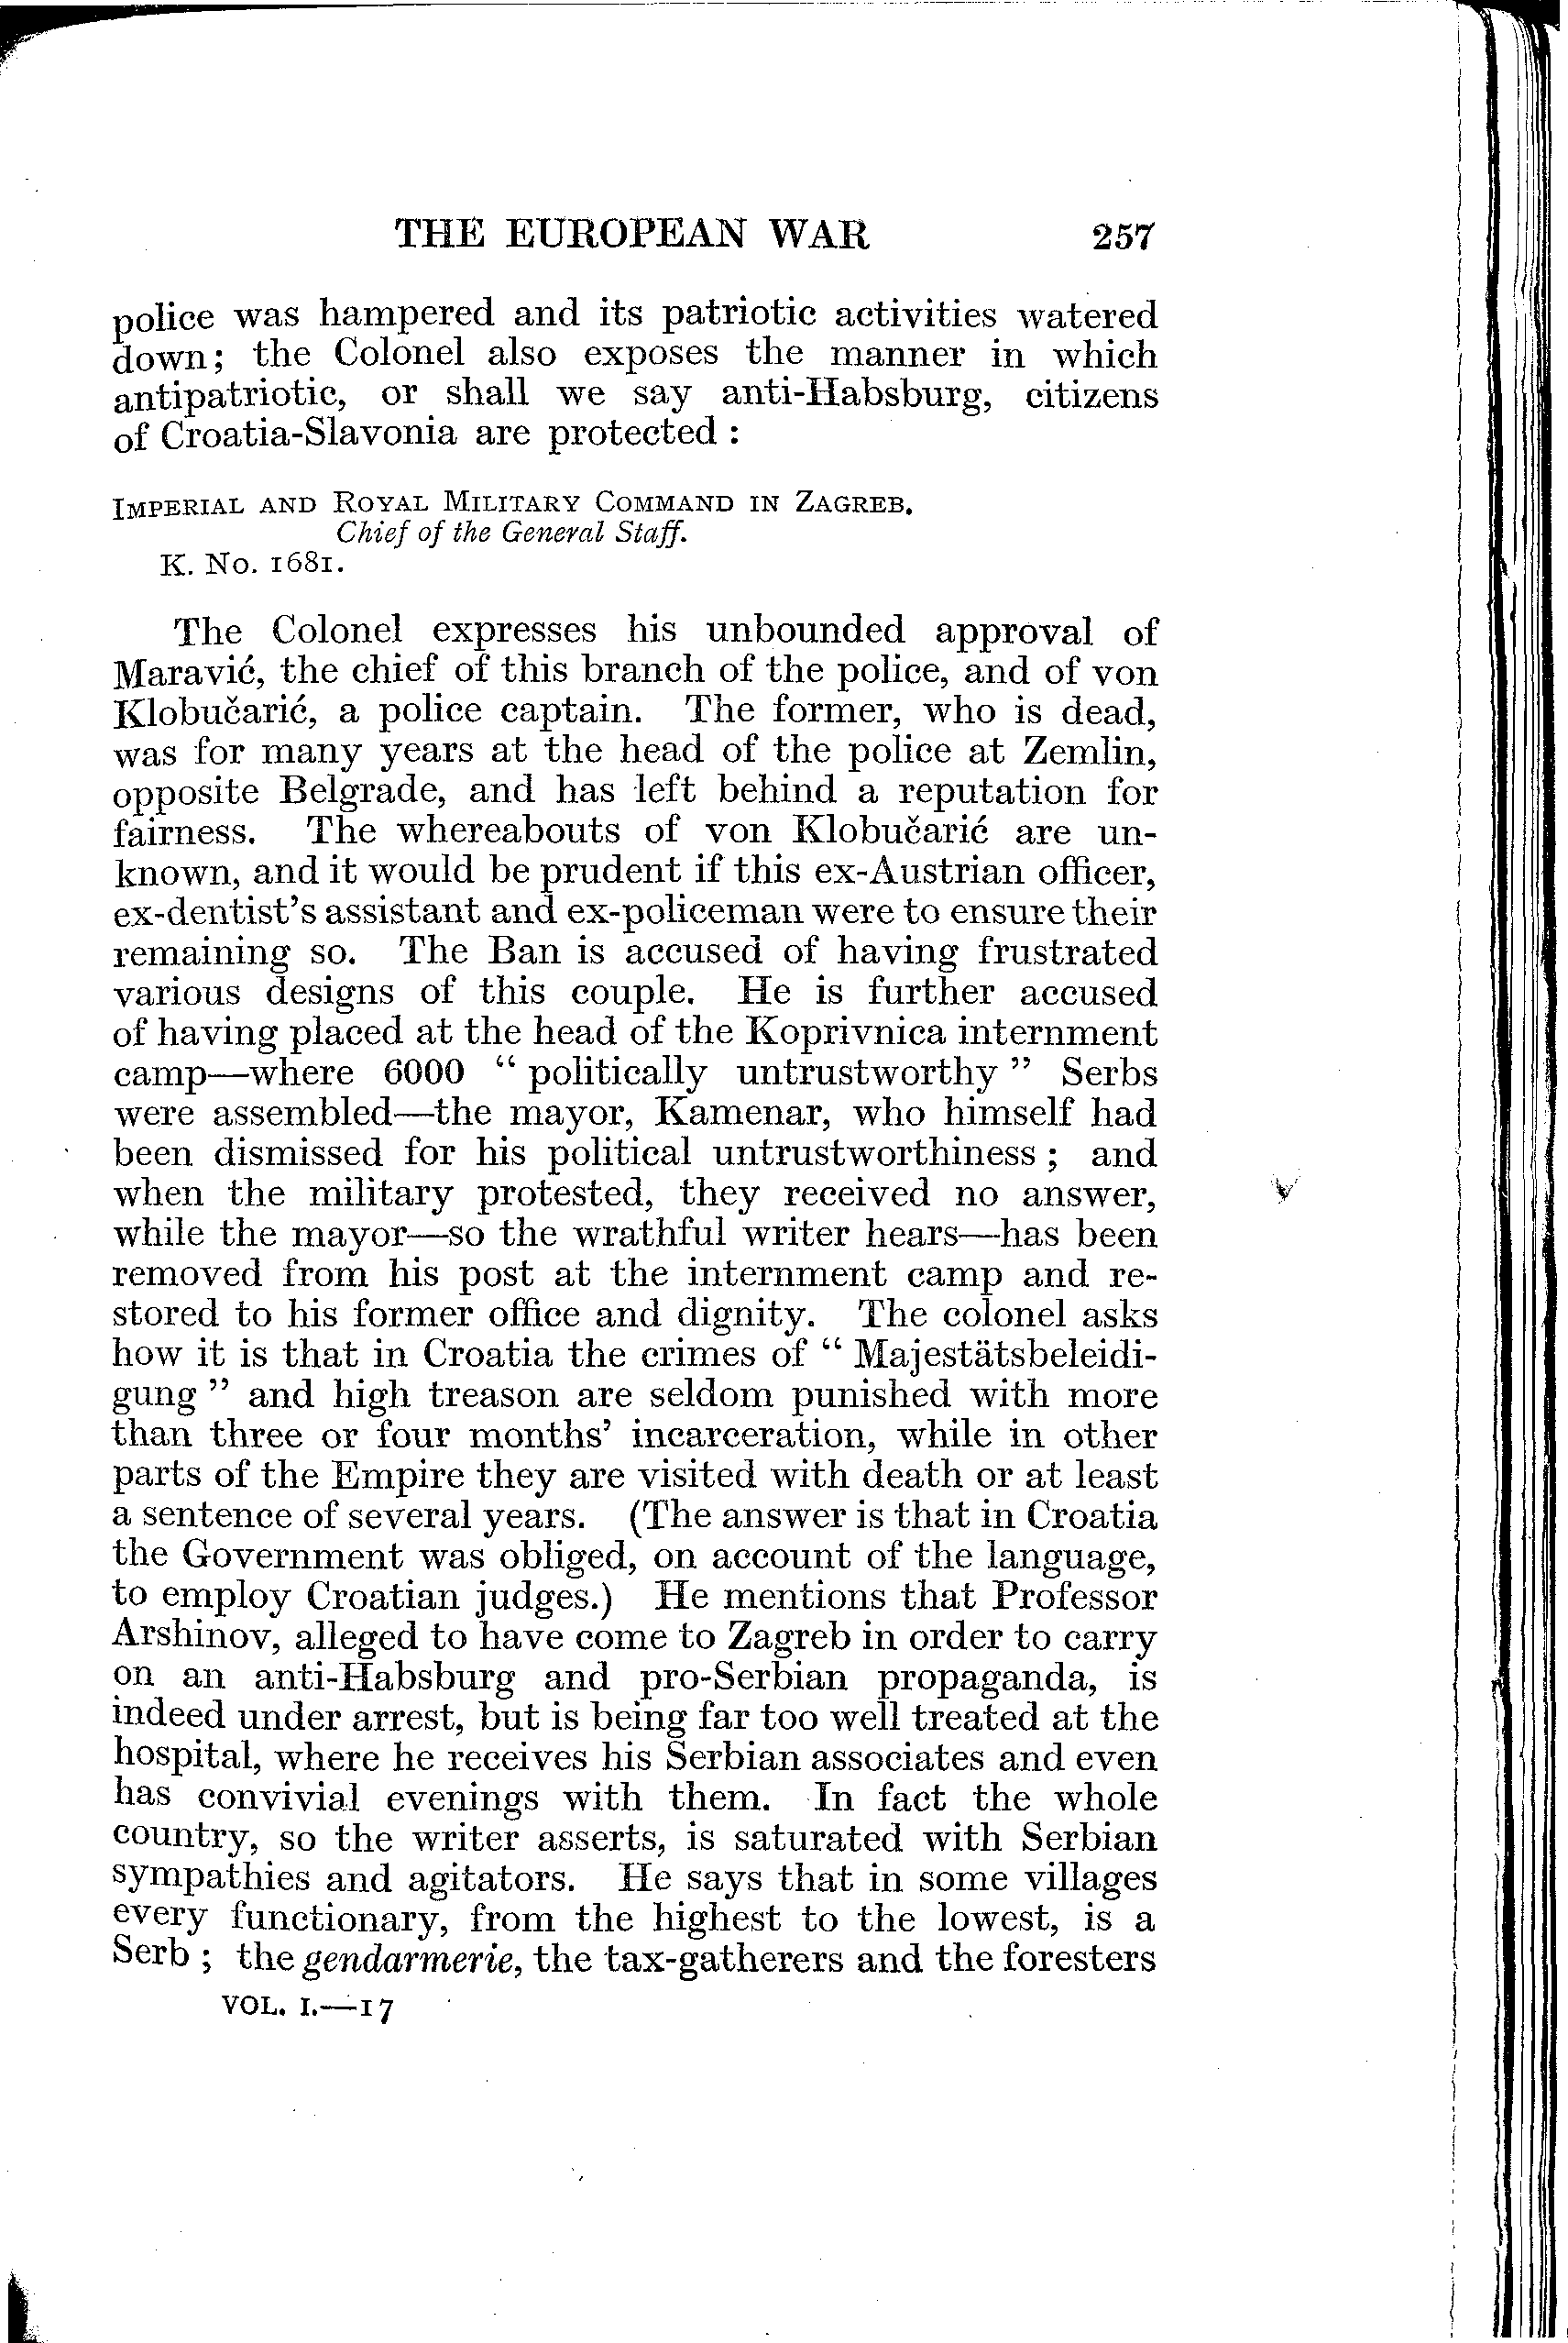 THE EUROPEAN WAR 257
police was hampered and its patriotic activities watered
down; the Colonel also exposes the manner in which
antipatriotic, or shall we say anti-Habsburg, citizens
of Croatia-Slavonia are protected :
IMPERIAL AND ROYAL MILITARY COMMAND IN ZAGREB.
Chief of the General Staff.
K. No. 1681.
The Colonel expresses his unbounded approval of
Maravić, the chief of this branch of the police, and of von
Klobučarić, a police captain. The former, who is dead,
was for many years at the head of the police at Zemlin,
opposite Belgrade, and has left behind a reputation for
fairness. The whereabouts of von Klobučarić are un-
known, and it would be prudent if this ex-Austrian officer,
ex-dentist's assistant and ex-policeman were to ensure their
remaining so. The Ban is accused of having frustrated
various designs of this couple. He is further accused
of having placed at the head of the Koprivnica internment
camp—where 6000 “ politically untrustworthy ” Serbs
were assembled—the mayor, Kamenar, who himself had
been dismissed for his political untrustworthiness ; and
when the military protested, they received no answer,
while the mayor—so the wrathful writer hears—has been
removed from his post at the internment camp and re-
stored to his former office and dignity. The colonel asks
how it is that in Croatia the crimes of “ Majestätsbeleidi-
gung ” and high treason are seldom punished with more
than three or four months' incarceration, while in other
parts of the Empire they are visited with death or at least
a sentence of several years. (The answer is that in Croatia
the Government was obliged, on account of the language,
to employ Croatian judges.) He mentions that Professor
Arshinov, alleged to have come to Zagreb in order to carry
on an anti-Habsburg and pro-Serbian propaganda, is
indeed under arrest, but is being far too well treated at the
hospital, where he receives his Serbian associates and even
has convivial evenings with them. In fact the whole
country, so the writer asserts, is saturated with Serbian
sympathies and agitators. He says that in some villages
every functionary, from the highest to the lowest, is a
Serb ; the gendarmerie, the tax-gatherers and the foresters
VOL. I.—17